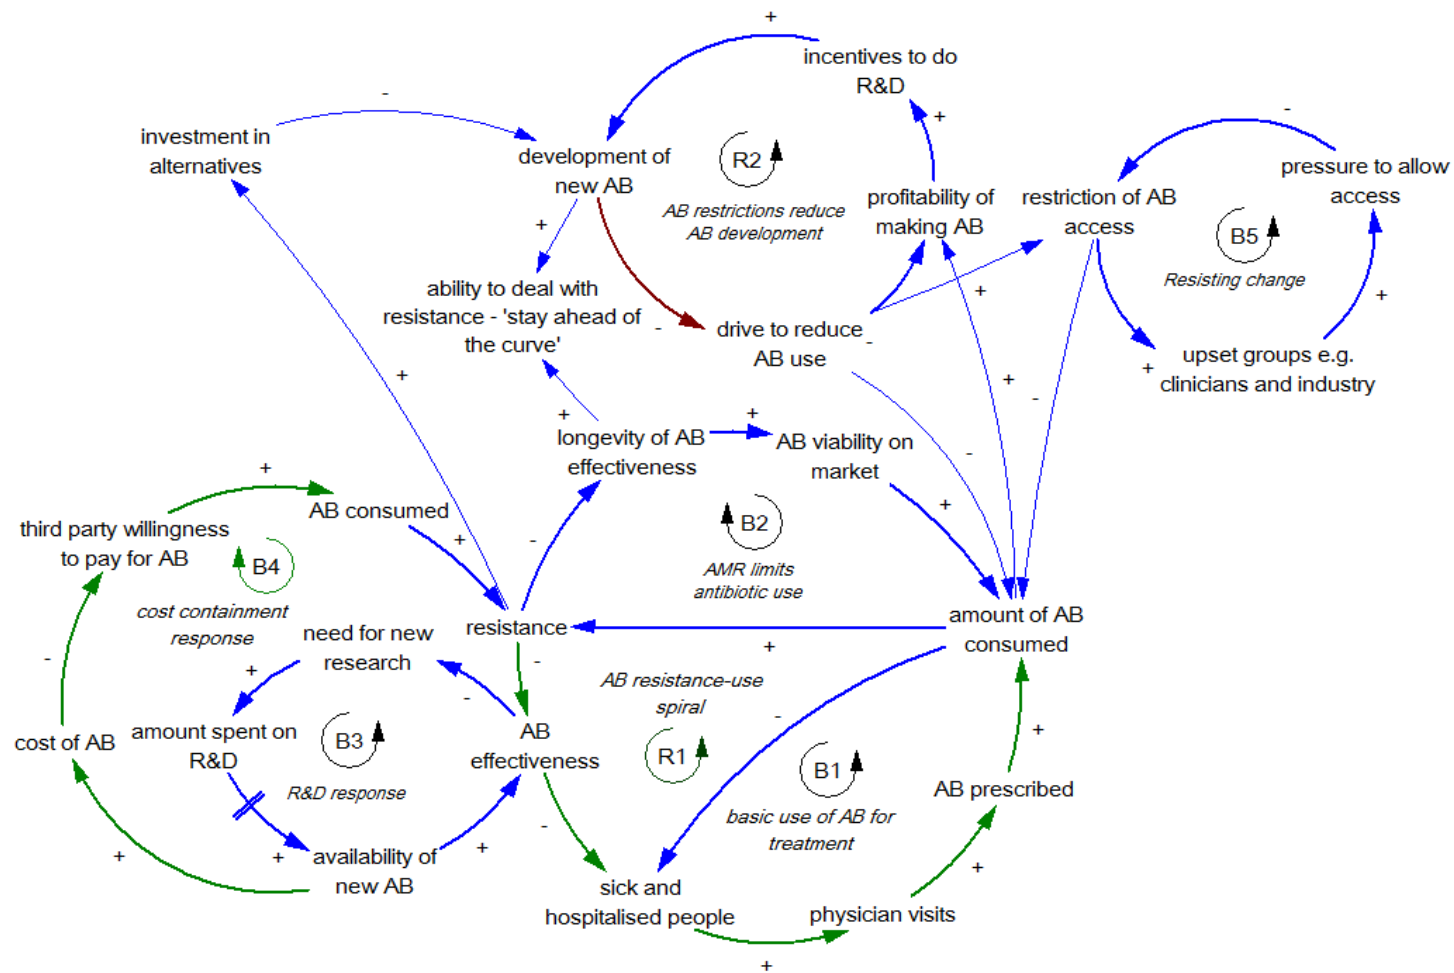 +
incentives to do
R&D
-
investment in
alternatives
+
development of
new AB
R2
AB restrictions reduce
AB development
profitability of
making AB
restriction of AB
access
-
pressure to allow
access
B5
Resisting change
+
ability to deal with
resistance - 'stay ahead of
the curve'
-
drive to reduce
AB use
-
+
+
upset groups e.g.
clinicians and industry
+
+
+
-
+
longevity of AB
effectiveness
+
AB viability on
market
-
+
third party willingness
to pay for AB
+
AB consumed
+
-
B2
AMR limits
antibiotic use
+
B4
cost containment
response
need for new
research
resistance
amount of AB
consumed
+
-
+
-
-
AB resistance-use
spiral
-
cost of AB
amount spent on
R&D
B3
R&D response
AB
effectiveness
R1
B1
basic use of AB for
treatment
+
AB prescribed
-
+
+
+
availability of
new AB
sick and
hospitalised people
+
physician visits
+